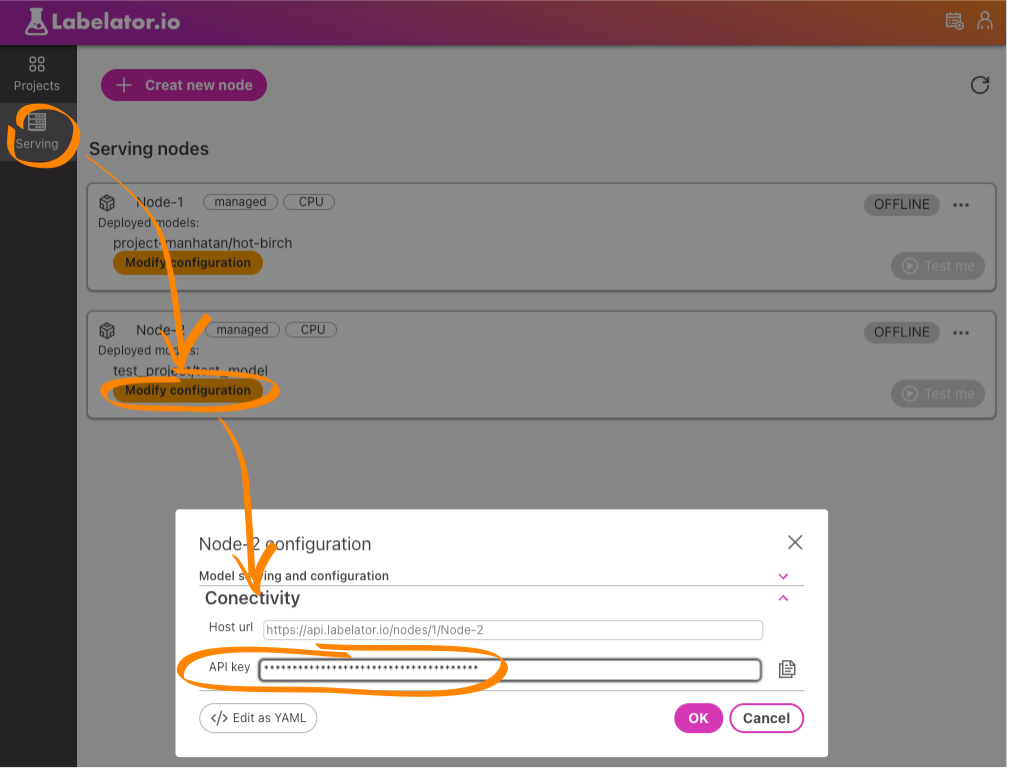 Labelator.io
Projects
Creat new node
Serving
Serving nodes
Node-1 managed CPU OFFLINE ...
Deployed models:
project-manhatan/hot-birch
Modify configuration
Test me
Node-2 managed CPU OFFLINE ...
Deployed models:
test_project/test_model
Modify configuration
Test me
Node-2 configuration
Model serving and configuration
Conectivity
Host url https://api.labelator.io/nodes/1/Node-2
API key **************************************
</> Edit as YAML OK Cancel